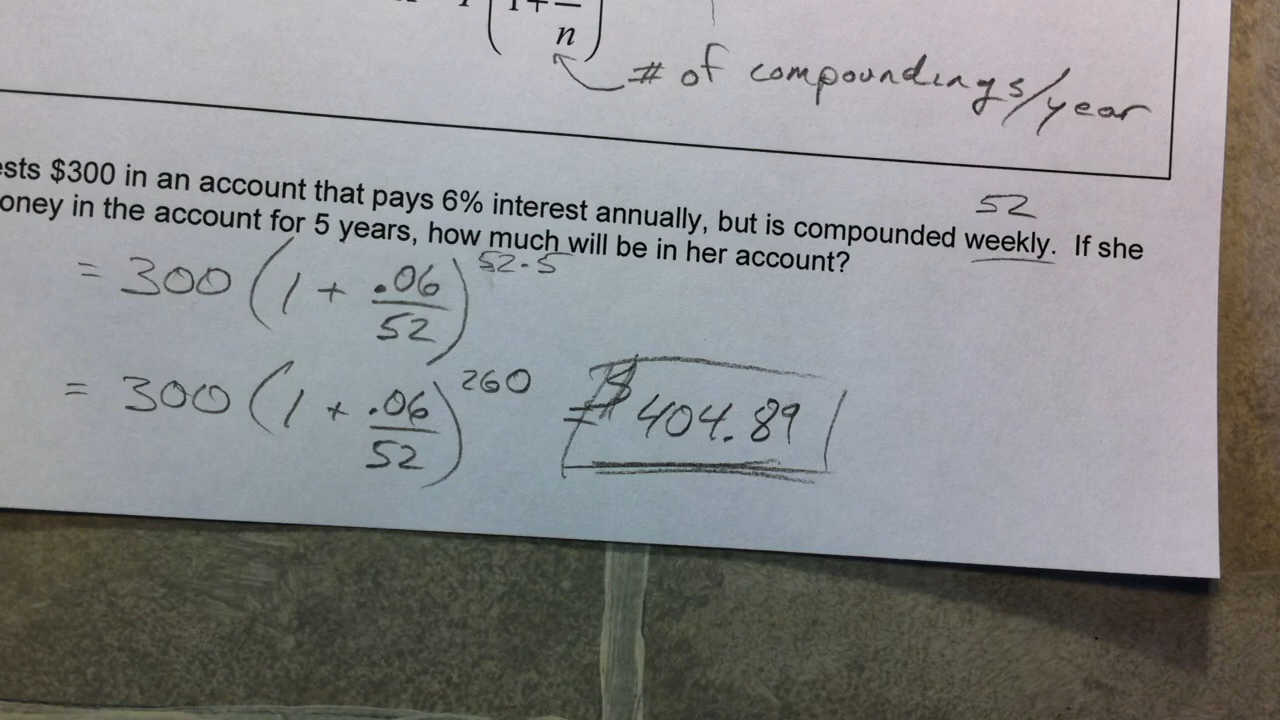 (1+
n)
# of compoundings/year
52
ests $300 in an account that pays 6% interest annually, but is compounded weekly. If she
oney in the account for 5 years, how much will be in her account?
= 300 (1 + .06/52)^52·5
= 300 (1 + .06/52)^260 = $404.89